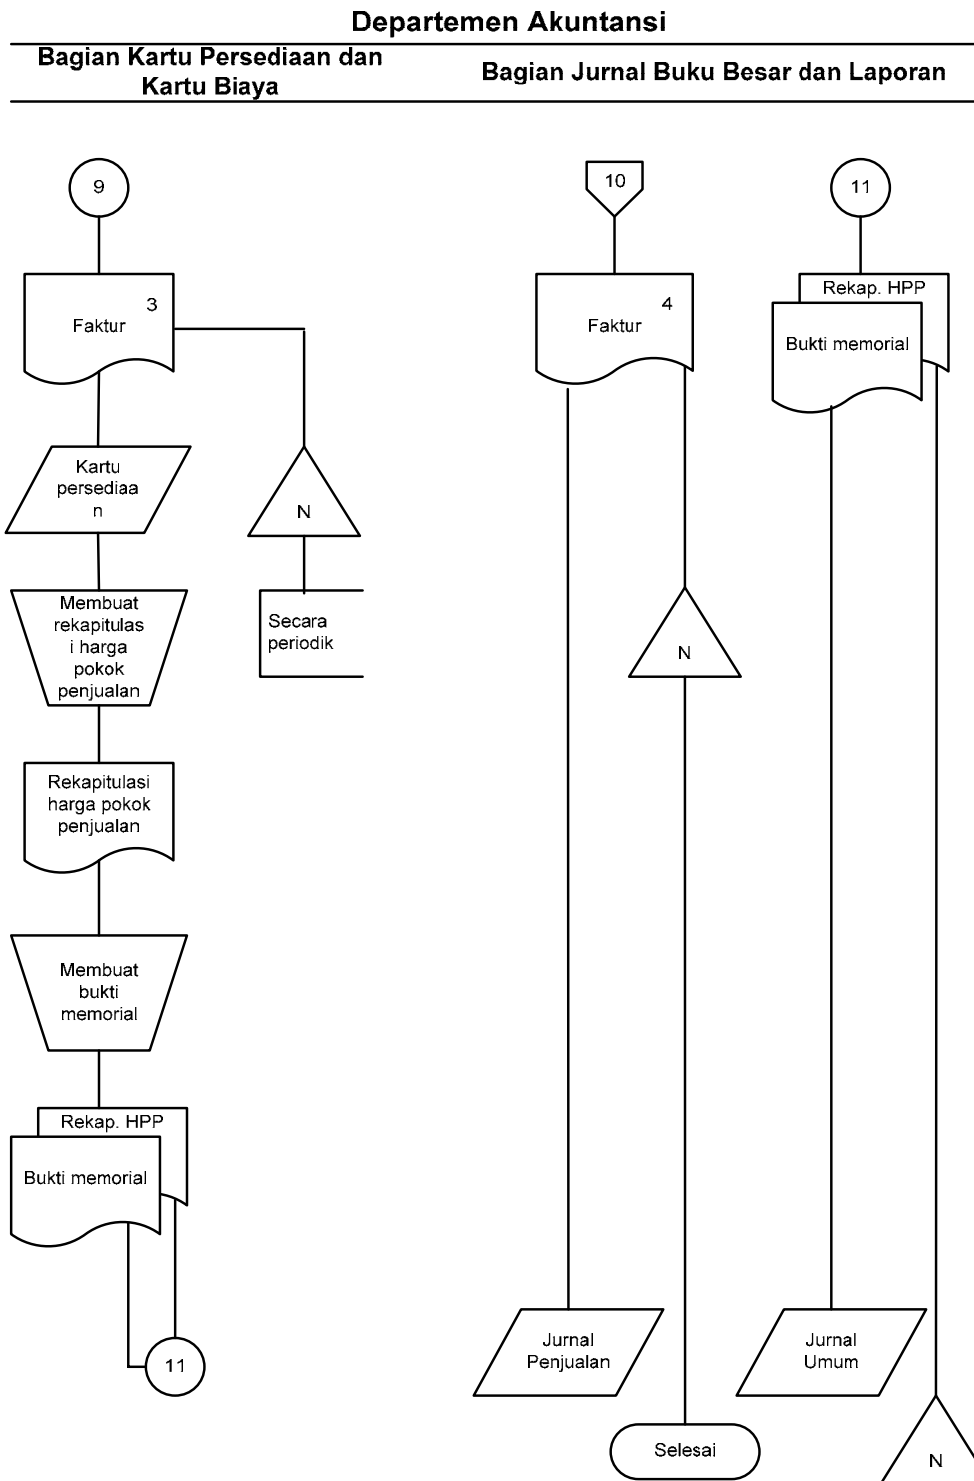 Departemen Akuntansi
Bagian Kartu Persediaan dan
Kartu Biaya
Bagian Jurnal Buku Besar dan Laporan
9
3
Faktur
Kartu
persediaa
n
N
Membuat
rekapitulas
i harga
pokok
penjualan
Secara
periodik
Rekapitulasi
harga pokok
penjualan
Membuat
bukti
memorial
Rekap. HPP
Bukti memorial
11
10
4
Faktur
N
Jurnal
Penjualan
Selesai
11
Rekap. HPP
Bukti memorial
Jurnal
Umum
N